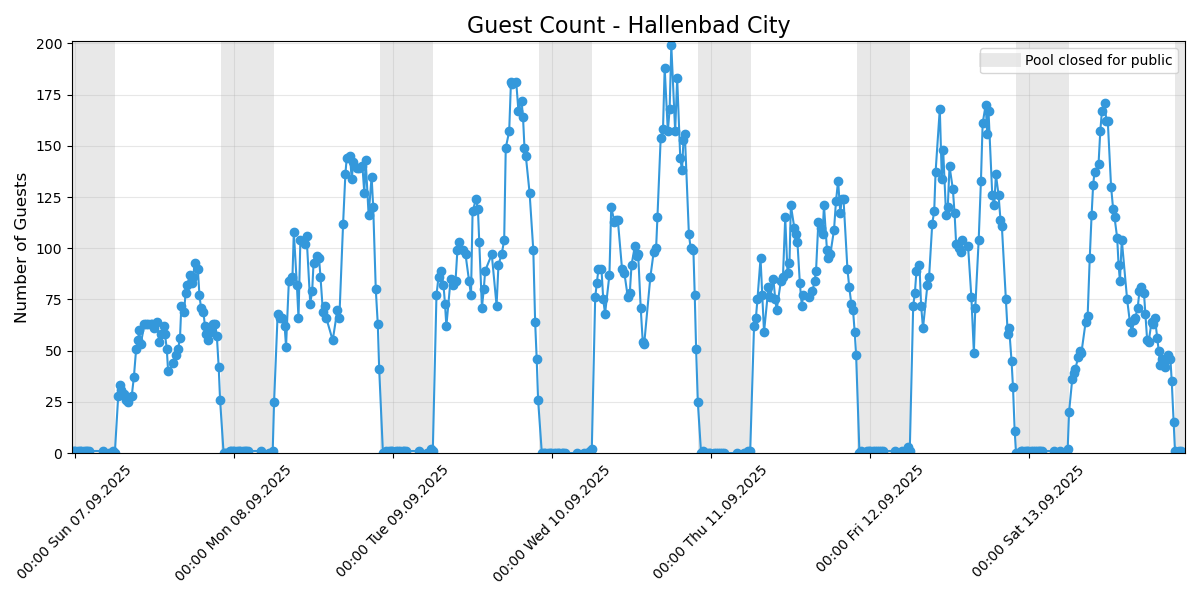 Guest Count - Hallenbad City
Pool closed for public
Number of Guests
200
175
150
125
100
75
50
25
0
00:00 Sun 07.09.2025
00:00 Mon 08.09.2025
00:00 Tue 09.09.2025
00:00 Wed 10.09.2025
00:00 Thu 11.09.2025
00:00 Fri 12.09.2025
00:00 Sat 13.09.2025